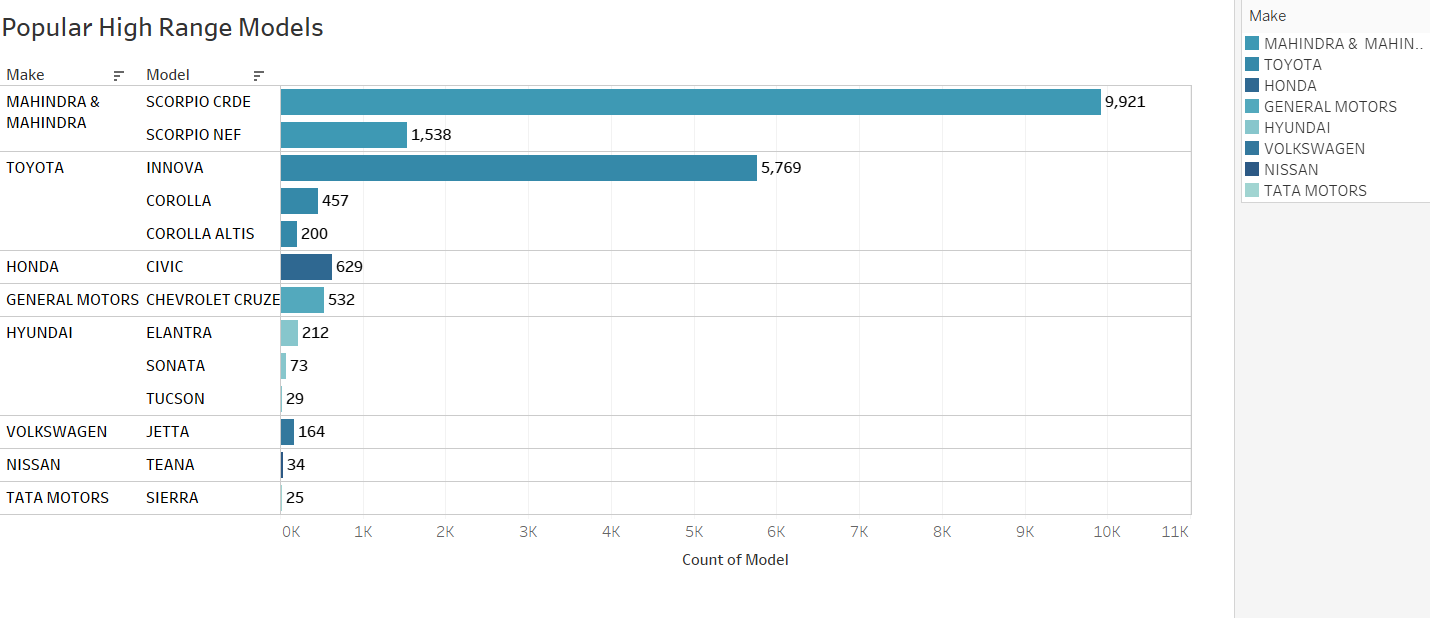 Popular High Range Models
Make
Make Model
MAHINDRA & MAHIN..
TOYOTA
HONDA
GENERAL MOTORS
HYUNDAI
VOLKSWAGEN
NISSAN
TATA MOTORS
MAHINDRA &
MAHINDRA
SCORPIO CRDE 9,921
SCORPIO NEF 1,538
TOYOTA INNOVA 5,769
COROLLA 457
COROLLA ALTIS 200
HONDA CIVIC 629
GENERAL MOTORS CHEVROLET CRUZE 532
HYUNDAI ELANTRA 212
SONATA 73
TUCSON 29
VOLKSWAGEN JETTA 164
NISSAN TEANA 34
TATA MOTORS SIERRA 25
0K 1K 2K 3K 4K 5K 6K 7K 8K 9K 10K 11K
Count of Model